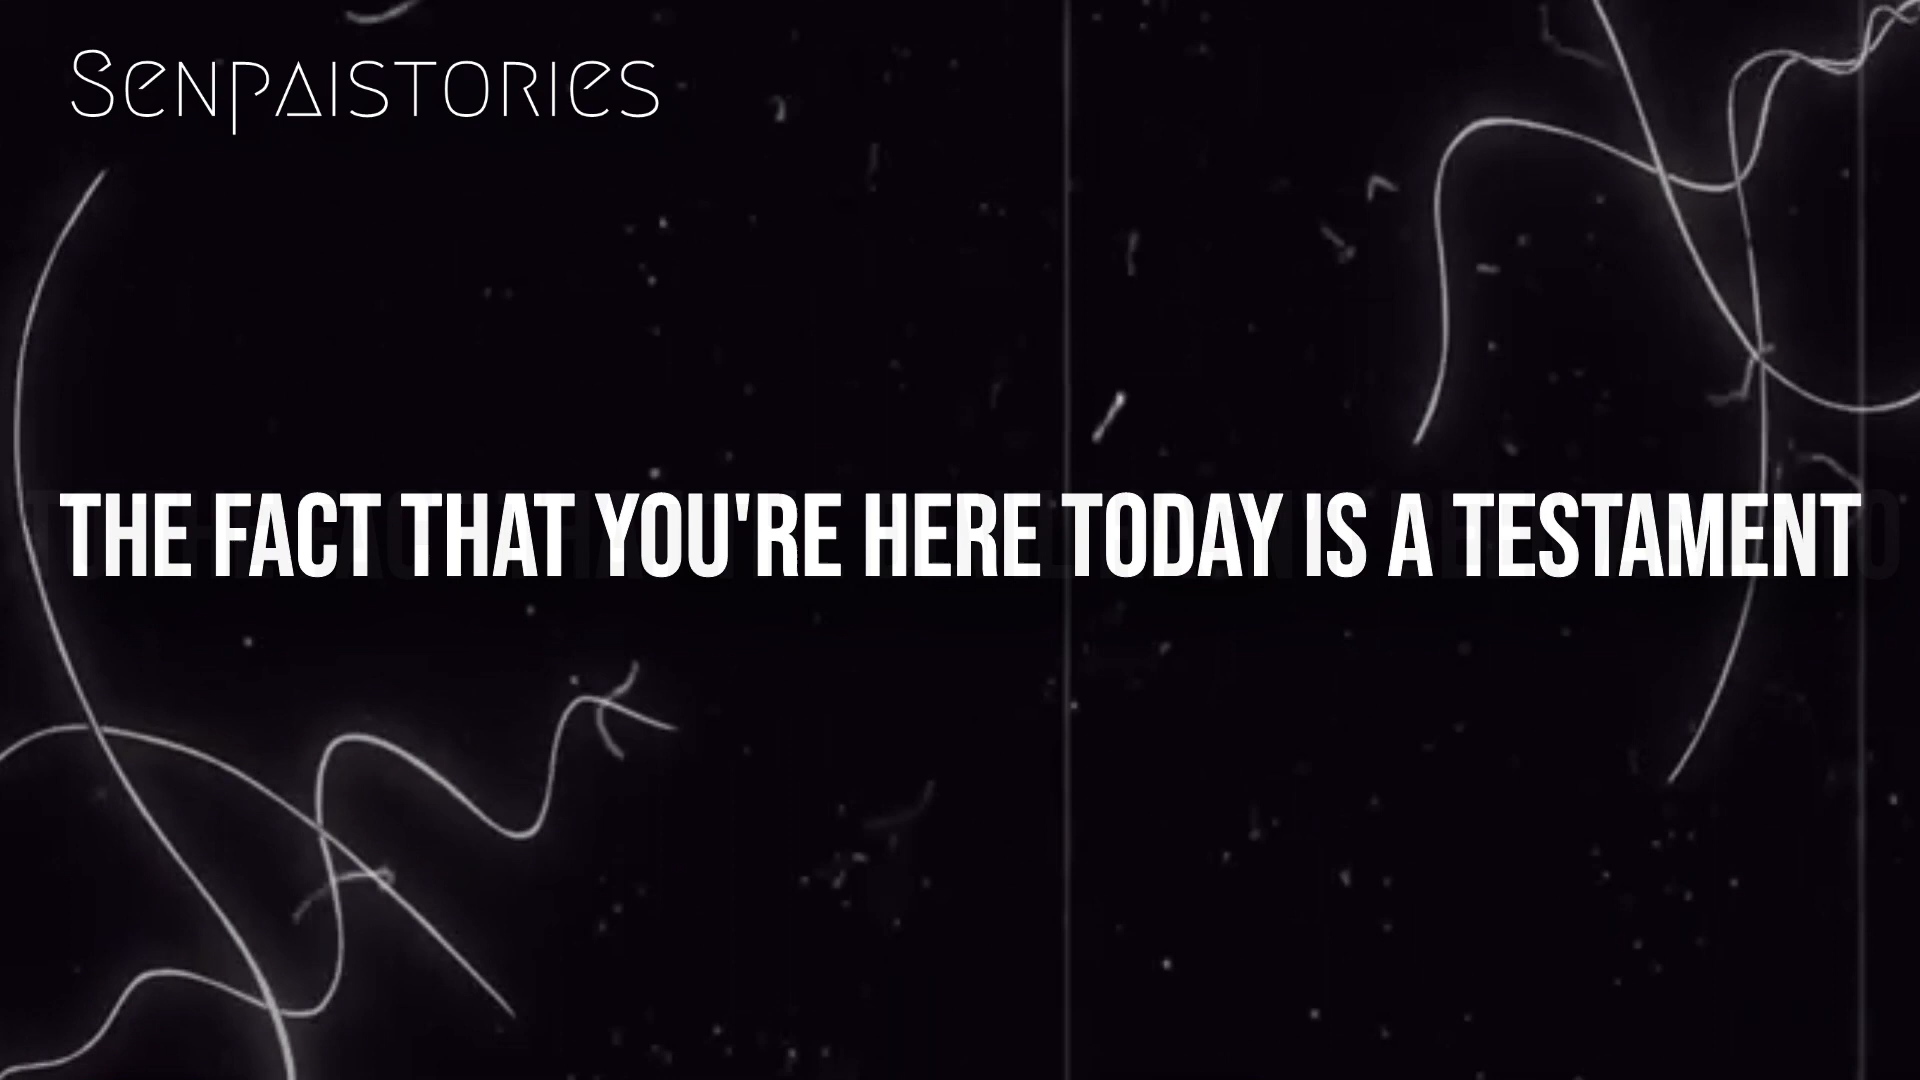 SENPAISTORIES
THE FACT THAT YOU'RE HERE TODAY IS A TESTAMENT